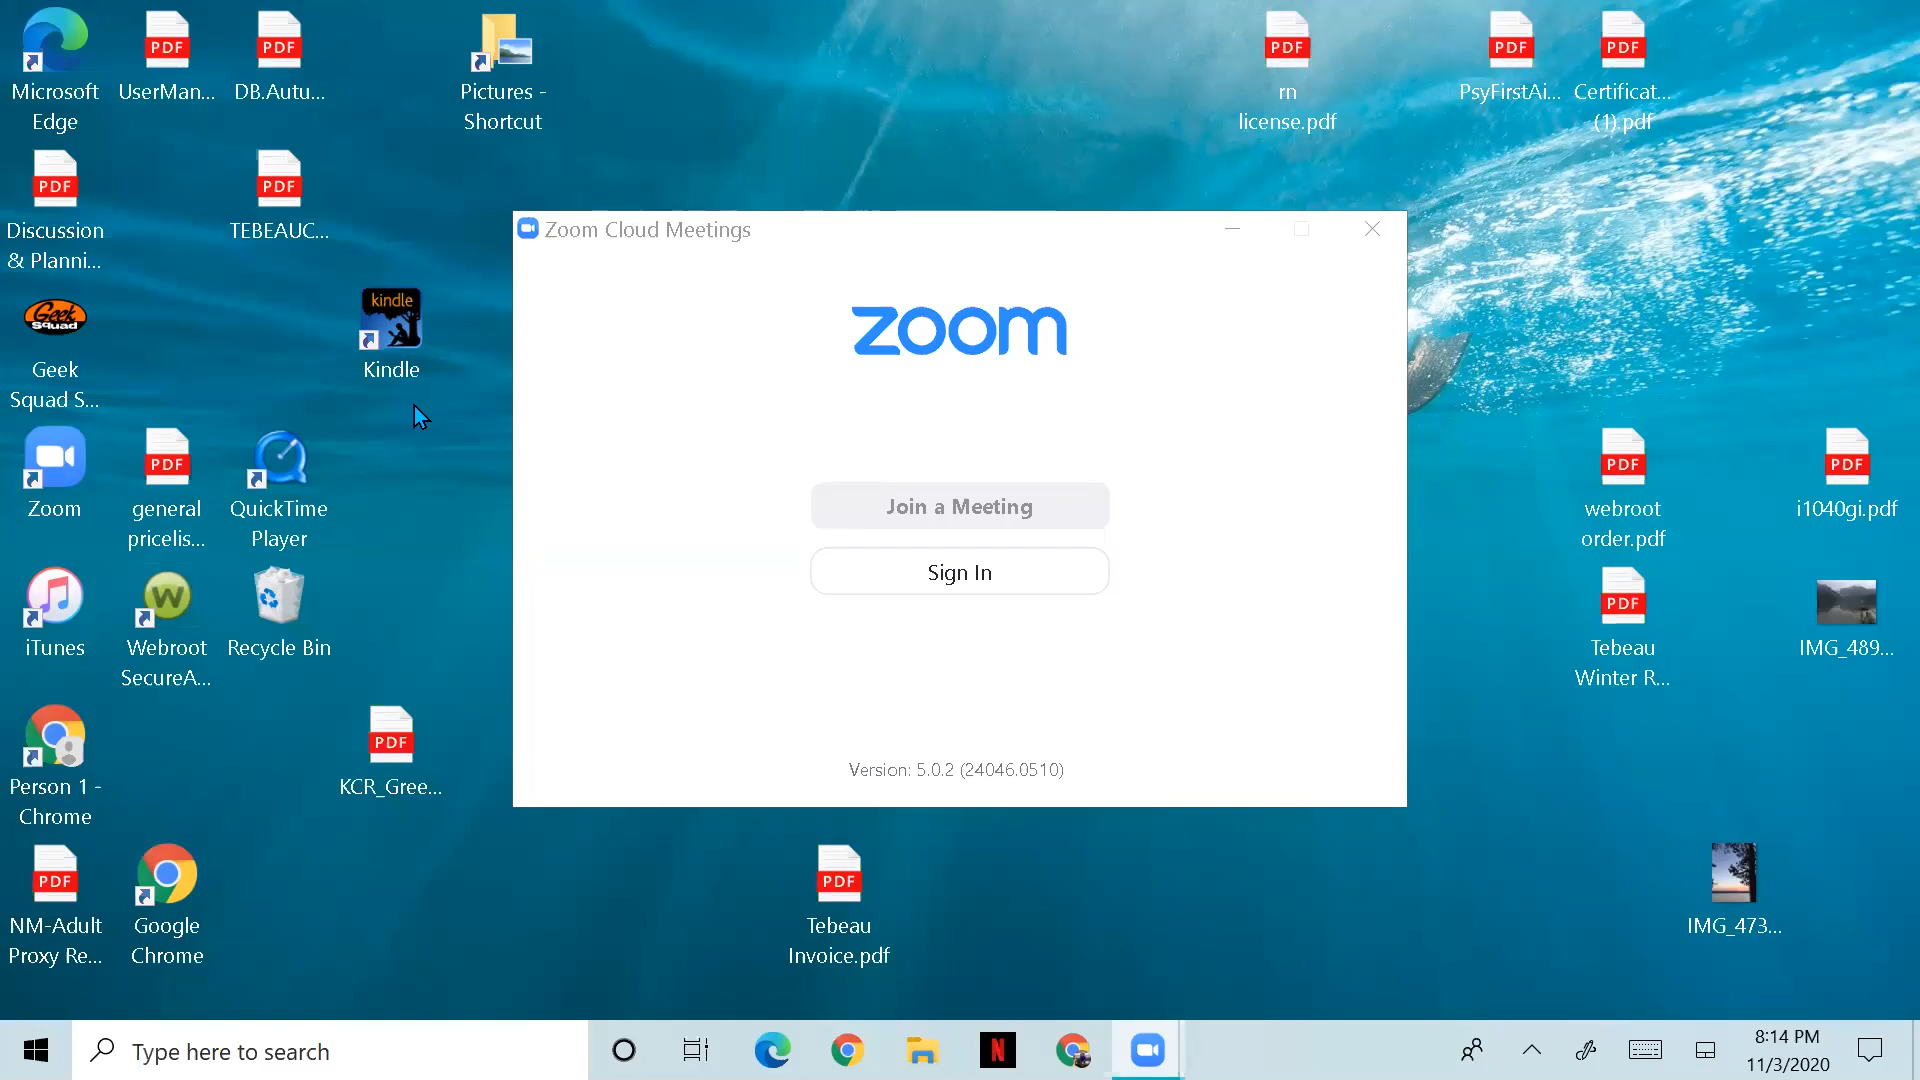 Microsoft
Edge
UserMan...
DB.Autu...
Pictures -
Shortcut
rn
license.pdf
PsyFirstAi...
Certificat...
(1).pdf
PDF
PDF
PDF
PDF
PDF
Discussion
& Planni...
PDF
TEBEAUC...
PDF
Zoom Cloud Meetings
zoom
Geek
Squad
Geek
Squad S...
kindle
Kindle
Zoom
PDF
general
pricelis...
QuickTime
Player
Join a Meeting
Sign In
PDF
webroot
order.pdf
PDF
i1040gi.pdf
iTunes
W
Webroot
SecureA...
Recycle Bin
PDF
Tebeau
Winter R...
IMG_489...
Person 1 -
Chrome
PDF
KCR_Gree...
Version: 5.0.2 (24046.0510)
PDF
NM-Adult
Proxy Re...
Google
Chrome
PDF
Tebeau
Invoice.pdf
IMG_473...
Type here to search
N
8:14 PM
11/3/2020